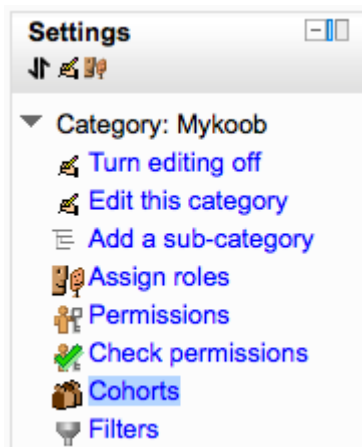 Settings
Category: Mykoob
Turn editing off
Edit this category
Add a sub-category
Assign roles
Permissions
Check permissions
Cohorts
Filters